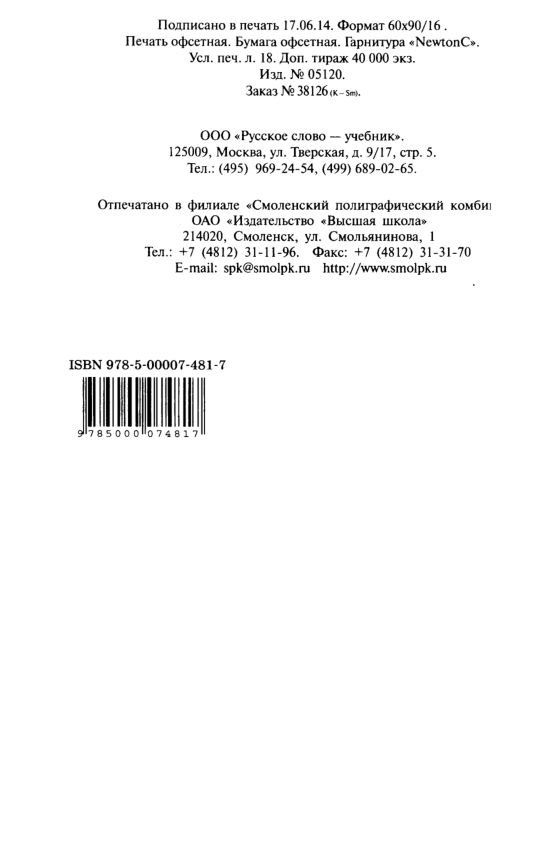 Подписано в печать 17.06.14. Формат 60х90/16 .
Печать офсетная. Бумага офсетная. Гарнитура «NewtonC».
Усл. печ. л. 18. Доп. тираж 40 000 экз.
Изд. № 05120.
Заказ № 38126 (K – Sm).
ООО «Русское слово — учебник».
125009, Москва, ул. Тверская, д. 9/17, стр. 5.
Тел.: (495) 969-24-54, (499) 689-02-65.
Отпечатано в филиале «Смоленский полиграфический
ОАО «Издательство «Высшая школа»
214020, Смоленск, ул. Смольянинова, 1
Тел.: +7 (4812) 31-11-96. Факс: +7 (4812) 31-31-70
E-mail: spk@smolpk.ru http://www.smolpk.ru
ISBN 978-5-00007-481-7
9 785000 074817